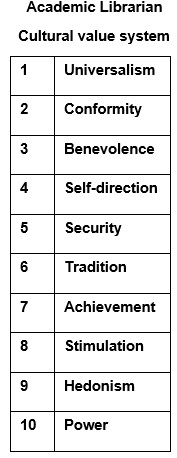 Academic Librarian
Cultural value system
1 Universalism
2 Conformity
3 Benevolence
4 Self-direction
5 Security
6 Tradition
7 Achievement
8 Stimulation
9 Hedonism
10 Power